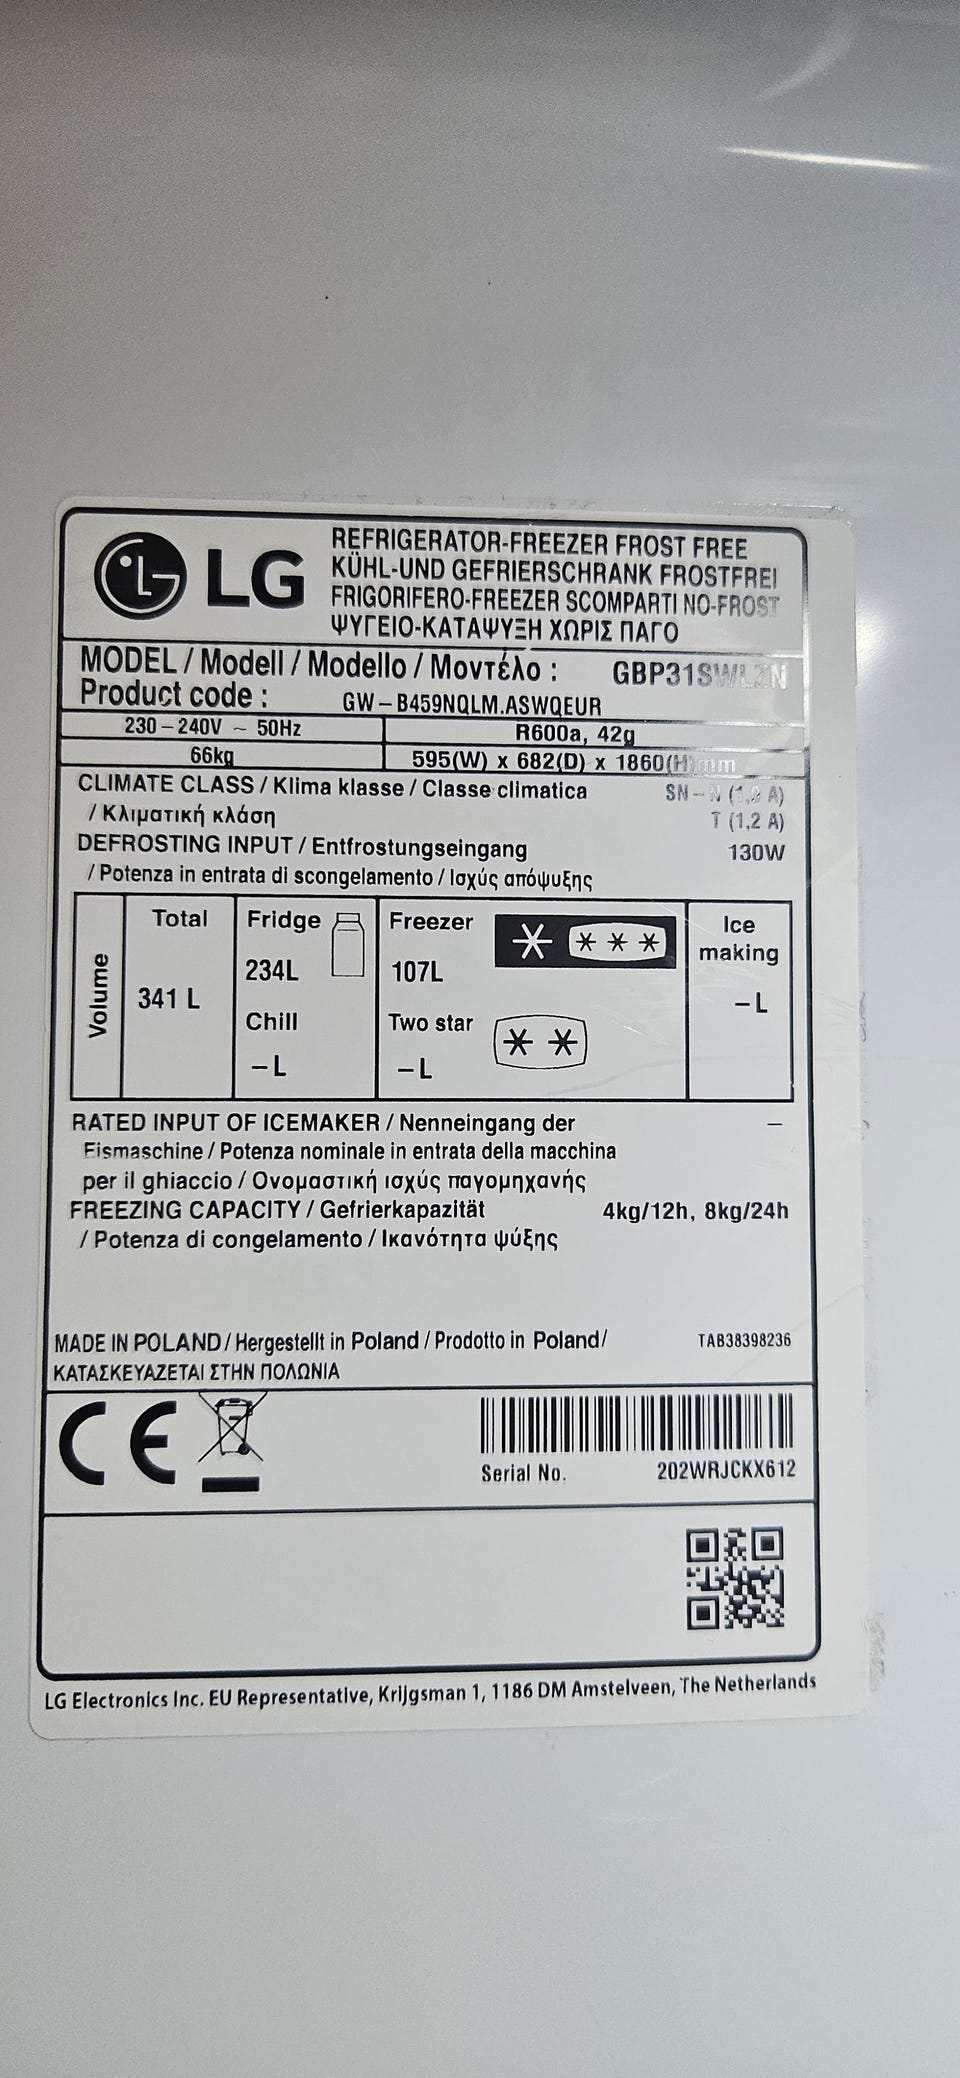 LG
REFRIGERATOR-FREEZER FROST FREE
KÜHL-UND GEFRIERSCHRANK FROSTFREI
FRIGORIFERO-FREEZER SCOMPARTI NO-FROST
ΨΥΓΕΙΟ-ΚΑΤΑΨΥΞΗ ΧΩΡΙΣ ΠΑΓΟ
MODEL / Modell / Modello / Μοντέλο : GBP31SWLZN
Product code : GW-B459NQLM.ASWQEUR
230-240V ~ 50Hz R600a, 42g
66kg 595(W) x 682(D) x 1860(H)mm
CLIMATE CLASS / Klima klasse / Classe climatica SN-N (1,0 A)
/ Κλιματική κλάση T (1,2 A)
DEFROSTING INPUT / Entfrostungseingang 130W
/ Potenza in entrata di scongelamento / Ισχύς απόψυξης
Volume
Total
341 L
Fridge
234L
Chill
-L
Freezer
107L
Two star
-L
Ice
making
-L
RATED INPUT OF ICEMAKER / Nenneingang der –
Eismaschine / Potenza nominale in entrata della macchina
per il ghiaccio / Ονομαστική ισχύς παγομηχανής
FREEZING CAPACITY / Gefrierkapazität 4kg/12h, 8kg/24h
/ Potenza di congelamento / Ικανότητα ψύξης
MADE IN POLAND / Hergestellt in Poland / Prodotto in Poland/ TAB38398236
ΚΑΤΑΣΚΕΥΑΖΕΤΑΙ ΣΤΗΝ ΠΟΛΩΝΙΑ
CE
Serial No. 202WRJCKX612
LG Electronics Inc. EU Representative, Krijgsman 1, 1186 DM Amstelveen, The Netherlands